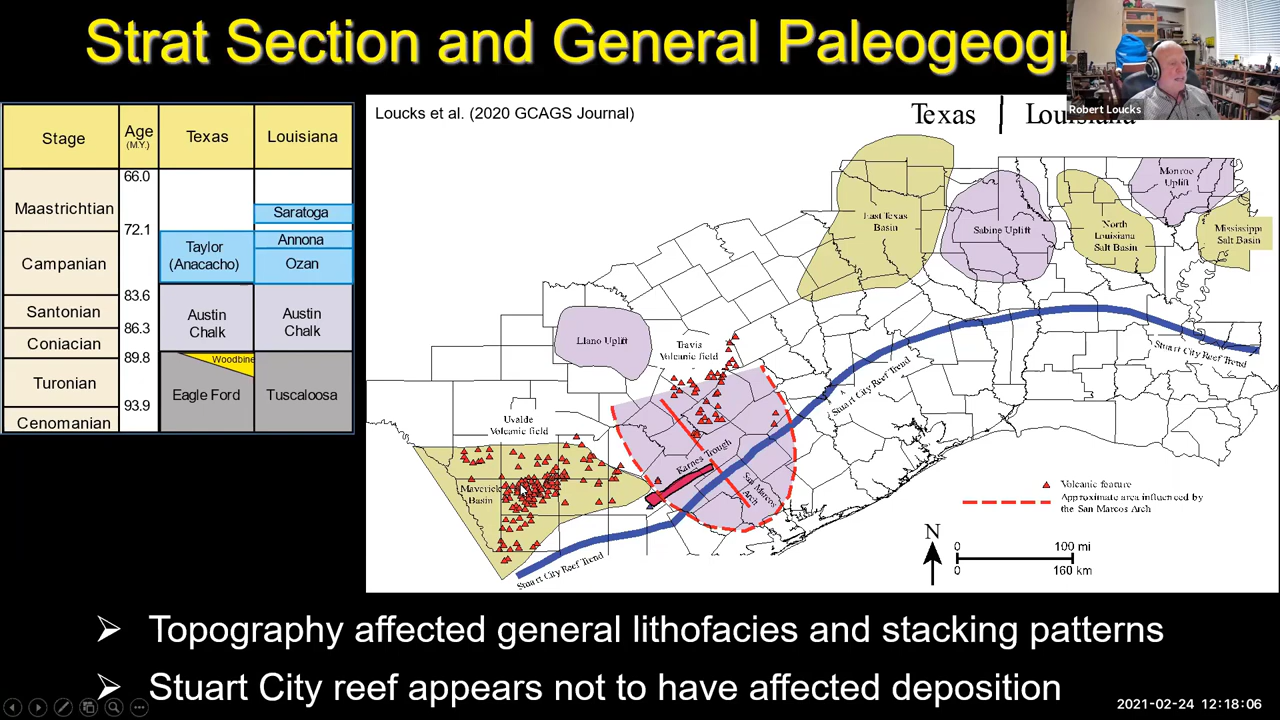 Strat Section and General Paleogeogr
Robert Loucks
Stage
Age
(M.Y.)
Texas
Louisiana
66.0
Maastrichtian
Saratoga
72.1
Campanian
Taylor
(Anacacho)
Annona
Ozan
83.6
Santonian
Austin
Chalk
Austin
Chalk
86.3
Coniacian
89.8
Woodbine
Turonian
Eagle Ford
Tuscaloosa
93.9
Cenomanian
Loucks et al. (2020 GCAGS Journal)
Texas
Louisiana
Monroe
Uplift
East Texas
Basin
Sabine Uplift
North
Louisiana
Salt Basin
Mississippi
Salt Basin
Llano Uplift
Travis
Volcanic field
Stuart City Reef Trend
Stuart City Reef Trend
Uvalde
Volcanic field
Karnes Trough
Maverick
Basin
San Marcos
Arch
Stuart City Reef Trend
Volcanic feature
Approximate area influenced by
the San Marcos Arch
N
0
100 mi
0
160 km
➢ Topography affected general lithofacies and stacking patterns
➢ Stuart City reef appears not to have affected deposition
2021-02-24 12:18:06